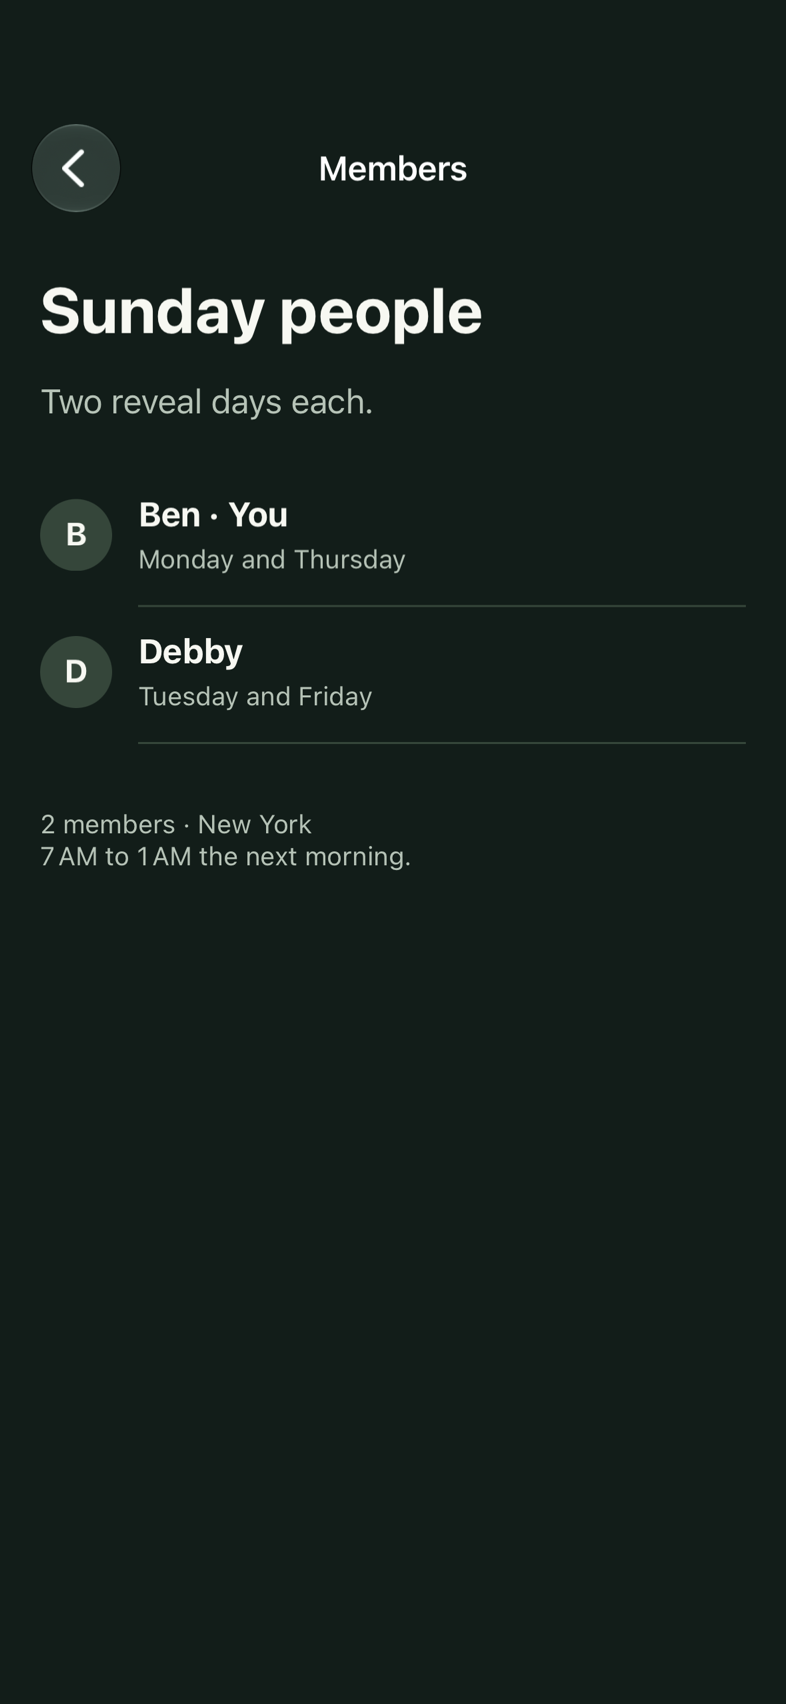 Members
Sunday people
Two reveal days each.
B
Ben · You
Monday and Thursday
D
Debby
Tuesday and Friday
2 members · New York
7 AM to 1 AM the next morning.